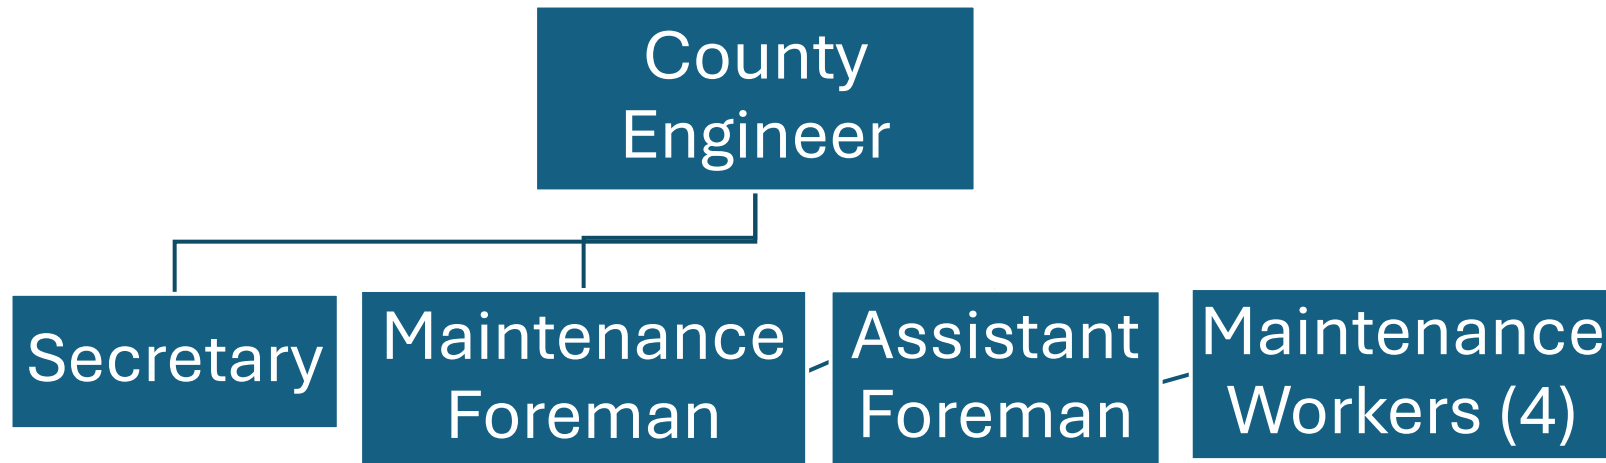 County
Engineer
Secretary
Maintenance
Foreman
Assistant
Foreman
Maintenance
Workers (4)